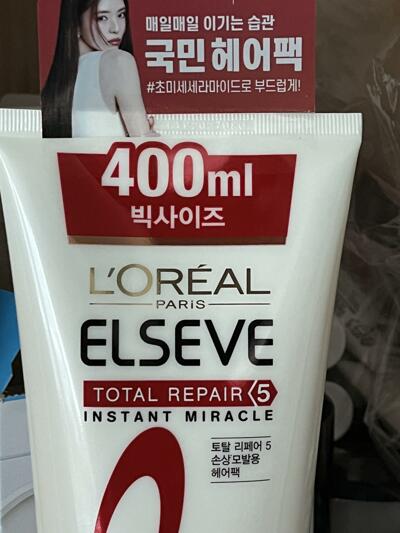 매일매일 이기는 습관
국민 헤어팩
#초미세세라마이드로 부드럽게!
400ml
빅사이즈
L'ORÉAL
PARIS
ELSEVE
TOTAL REPAIR 5
INSTANT MIRACLE
토탈 리페어 5
손상모발용
헤어팩